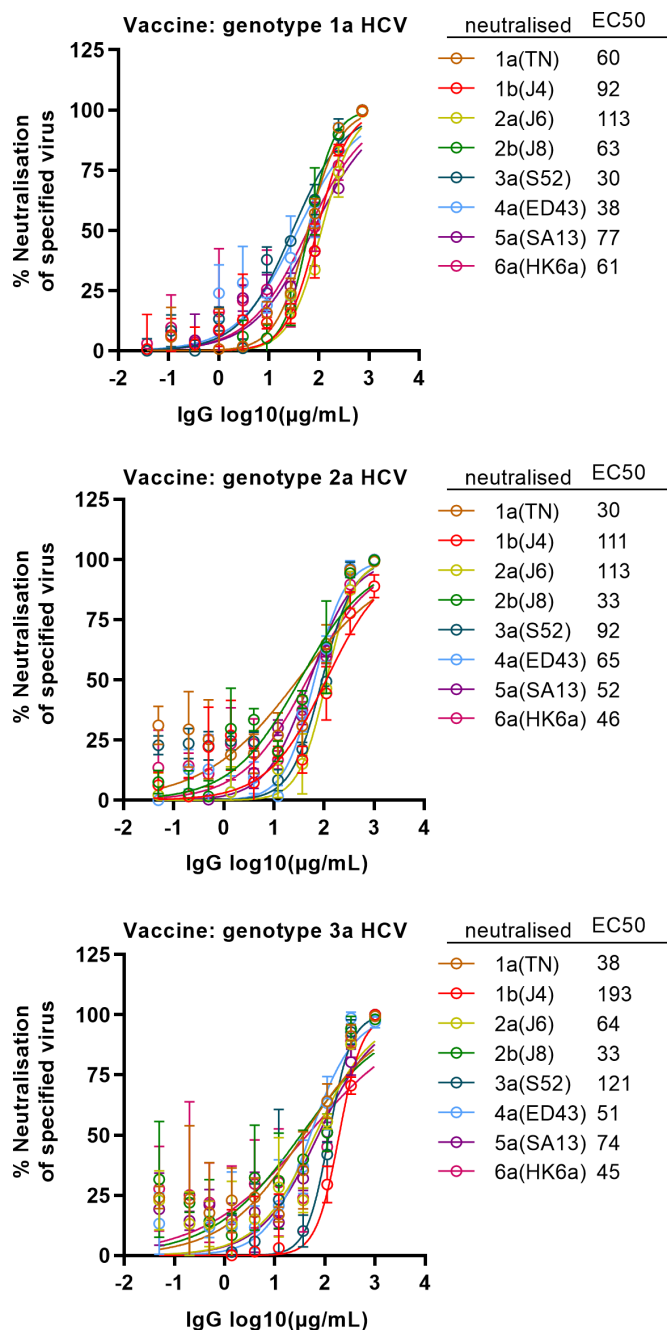 Vaccine: genotype 1a HCV
neutralised EC50
1a(TN) 60
1b(J4) 92
2a(J6) 113
2b(J8) 63
3a(S52) 30
4a(ED43) 38
5a(SA13) 77
6a(HK6a) 61
% Neutralisation
of specified virus
125
100
75
50
25
0
-2 -1 0 1 2 3 4
IgG log10(µg/mL)
Vaccine: genotype 2a HCV
neutralised EC50
1a(TN) 30
1b(J4) 111
2a(J6) 113
2b(J8) 33
3a(S52) 92
4a(ED43) 65
5a(SA13) 52
6a(HK6a) 46
% Neutralisation
of specified virus
125
100
75
50
25
0
-2 -1 0 1 2 3 4
IgG log10(µg/mL)
Vaccine: genotype 3a HCV
neutralised EC50
1a(TN) 38
1b(J4) 193
2a(J6) 64
2b(J8) 33
3a(S52) 121
4a(ED43) 51
5a(SA13) 74
6a(HK6a) 45
% Neutralisation
of specified virus
125
100
75
50
25
0
-2 -1 0 1 2 3 4
IgG log10(µg/mL)